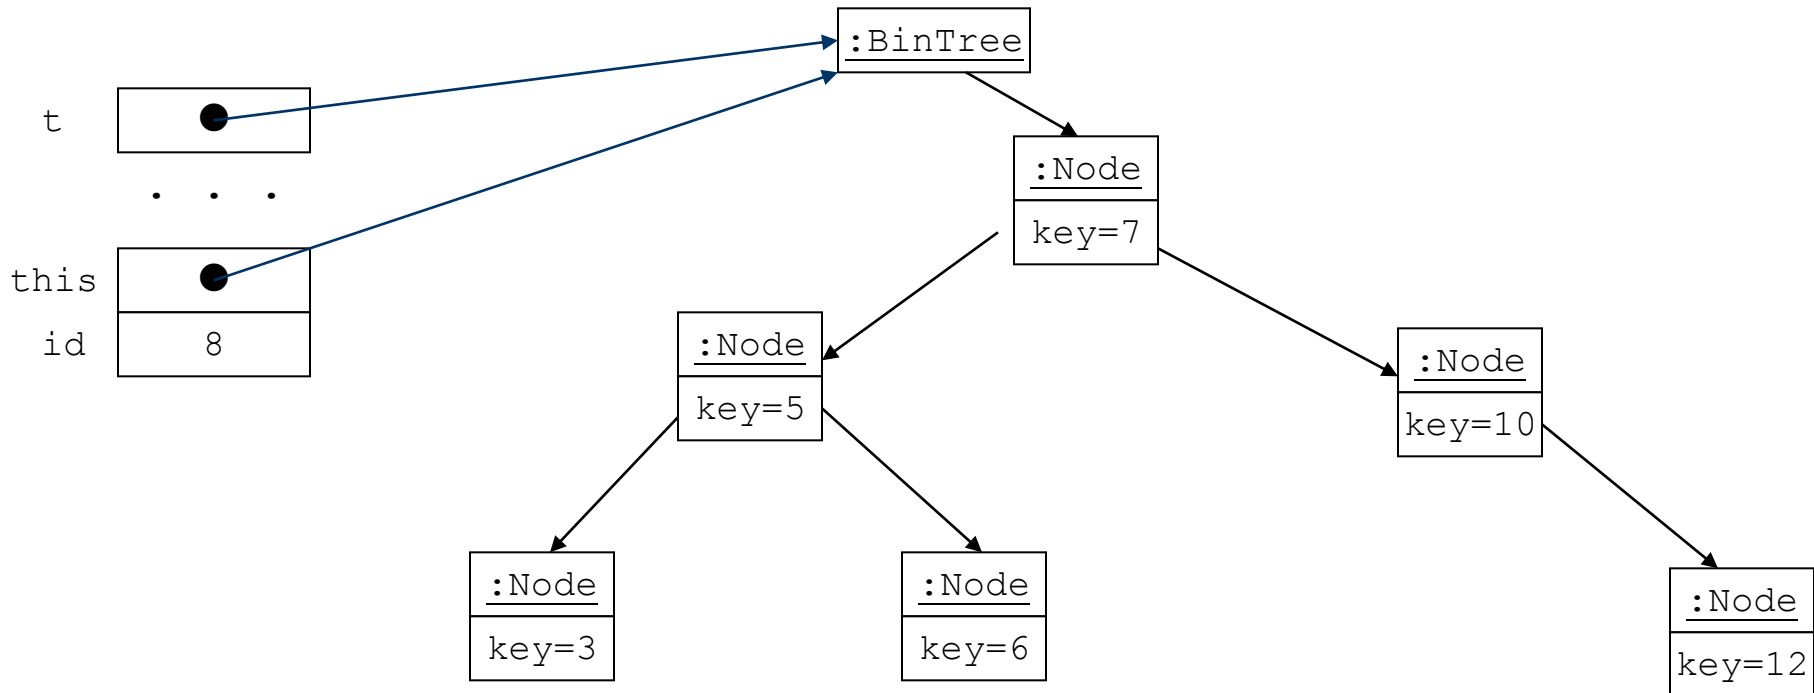 :BinTree
t
. . .
:Node
key=7
this
id
8
:Node
key=5
:Node
key=10
:Node
key=3
:Node
key=6
:Node
key=12